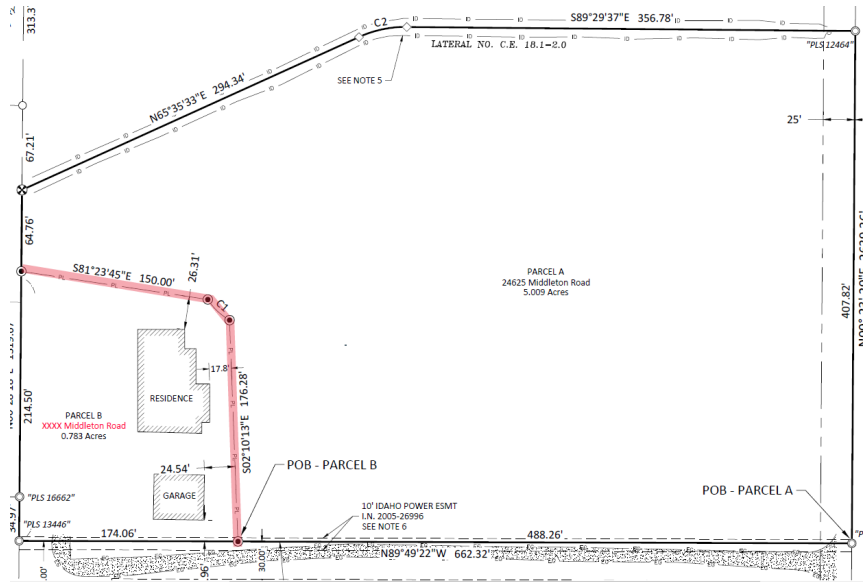 313.3'
C2
S89°29'37"E 356.78'
LATERAL NO. C.E. 18.1-2.0
"PLS 12464"
SEE NOTE 5
N65°35'33"E 294.34'
25'
67.21'
64.76'
S81°23'45"E 150.00'
26.31'
C1
PARCEL A
24625 Middleton Road
5.009 Acres
407.82'
17.8'
RESIDENCE
S02°10'13"E 176.28'
214.50'
PARCEL B
XXXX Middleton Road
0.783 Acres
24.54'
POB - PARCEL B
GARAGE
POB - PARCEL A
"PLS 16662"
10' IDAHO POWER ESMT
I.N. 2005-26996
SEE NOTE 6
"PLS 13446"
34.97'
174.06'
488.26'
N89°49'22"W 662.32'
30.00'